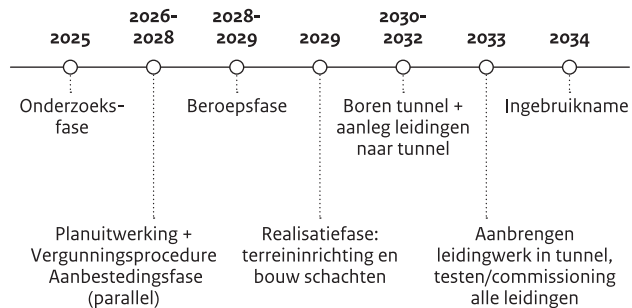 2025
2026-
2028
2028-
2029
2029
2030-
2032
2033
2034
Onderzoeks-
fase
Beroepsfase
Boren tunnel +
aanleg leidingen
naar tunnel
Ingebruikname
Planuitwerking +
Vergunningsprocedure
Aanbestedingsfase
(parallel)
Realisatiefase:
terreininrichting en
bouw schachten
Aanbrengen
leidingwerk in tunnel,
testen/commissioning
alle leidingen